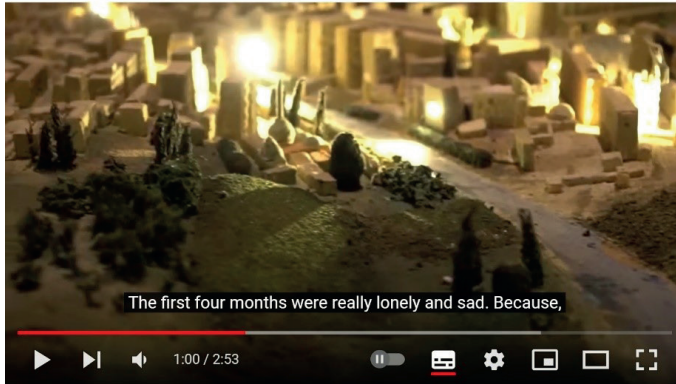 The first four months were really lonely and sad. Because,
1:00 / 2:53